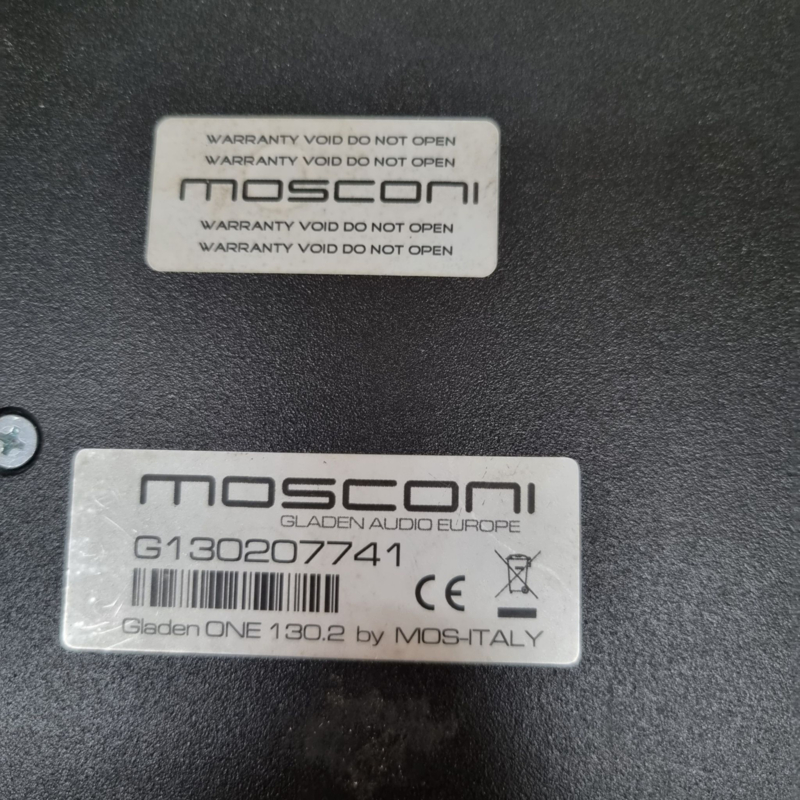 WARRANTY VOID DO NOT OPEN
WARRANTY VOID DO NOT OPEN
mosconi
WARRANTY VOID DO NOT OPEN
WARRANTY VOID DO NOT OPEN
mosconi
GLADEN AUDIO EUROPE
G130207741
CE
Gladen ONE 130.2 by MOS-ITALY